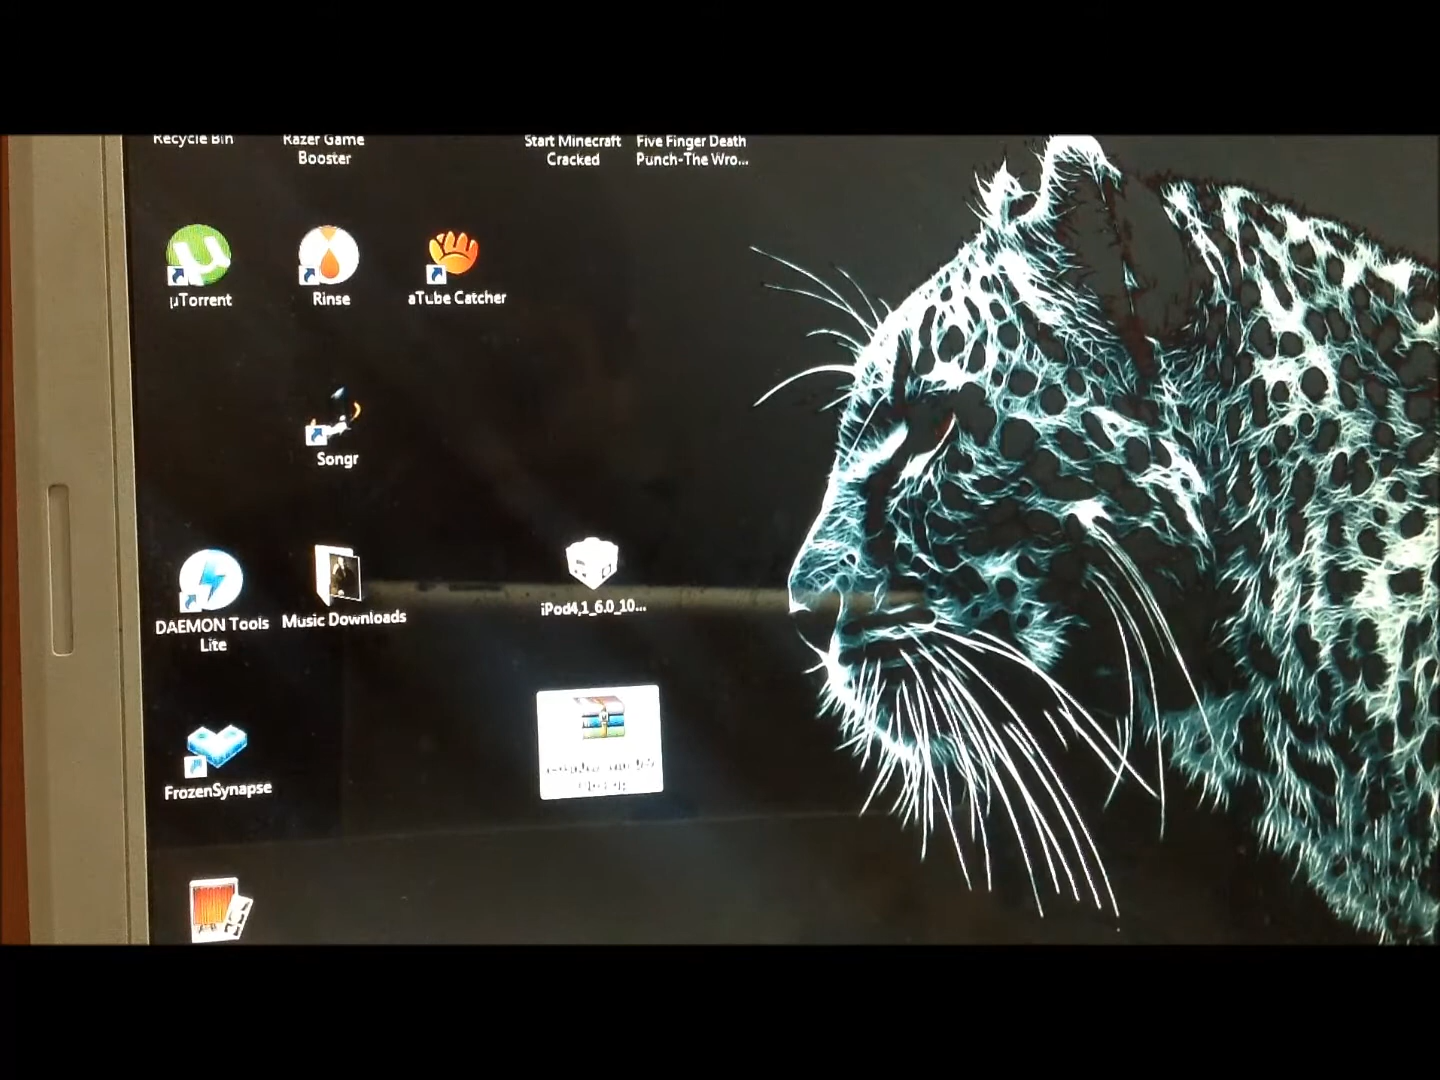 Recycle Bin
Razer Game
Booster
Start Minecraft
Cracked
Five Finger Death
Punch-The Wro...
µTorrent
Rinse
aTube Catcher
Songr
DAEMON Tools
Lite
Music Downloads
iPod4,1_6.0_10...
FrozenSynapse